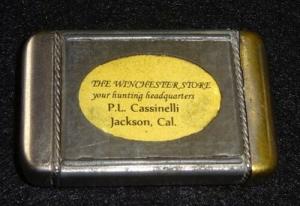 THE WINCHESTER STORE
your hunting headquarters
P.L. Cassinelli
Jackson, Cal.